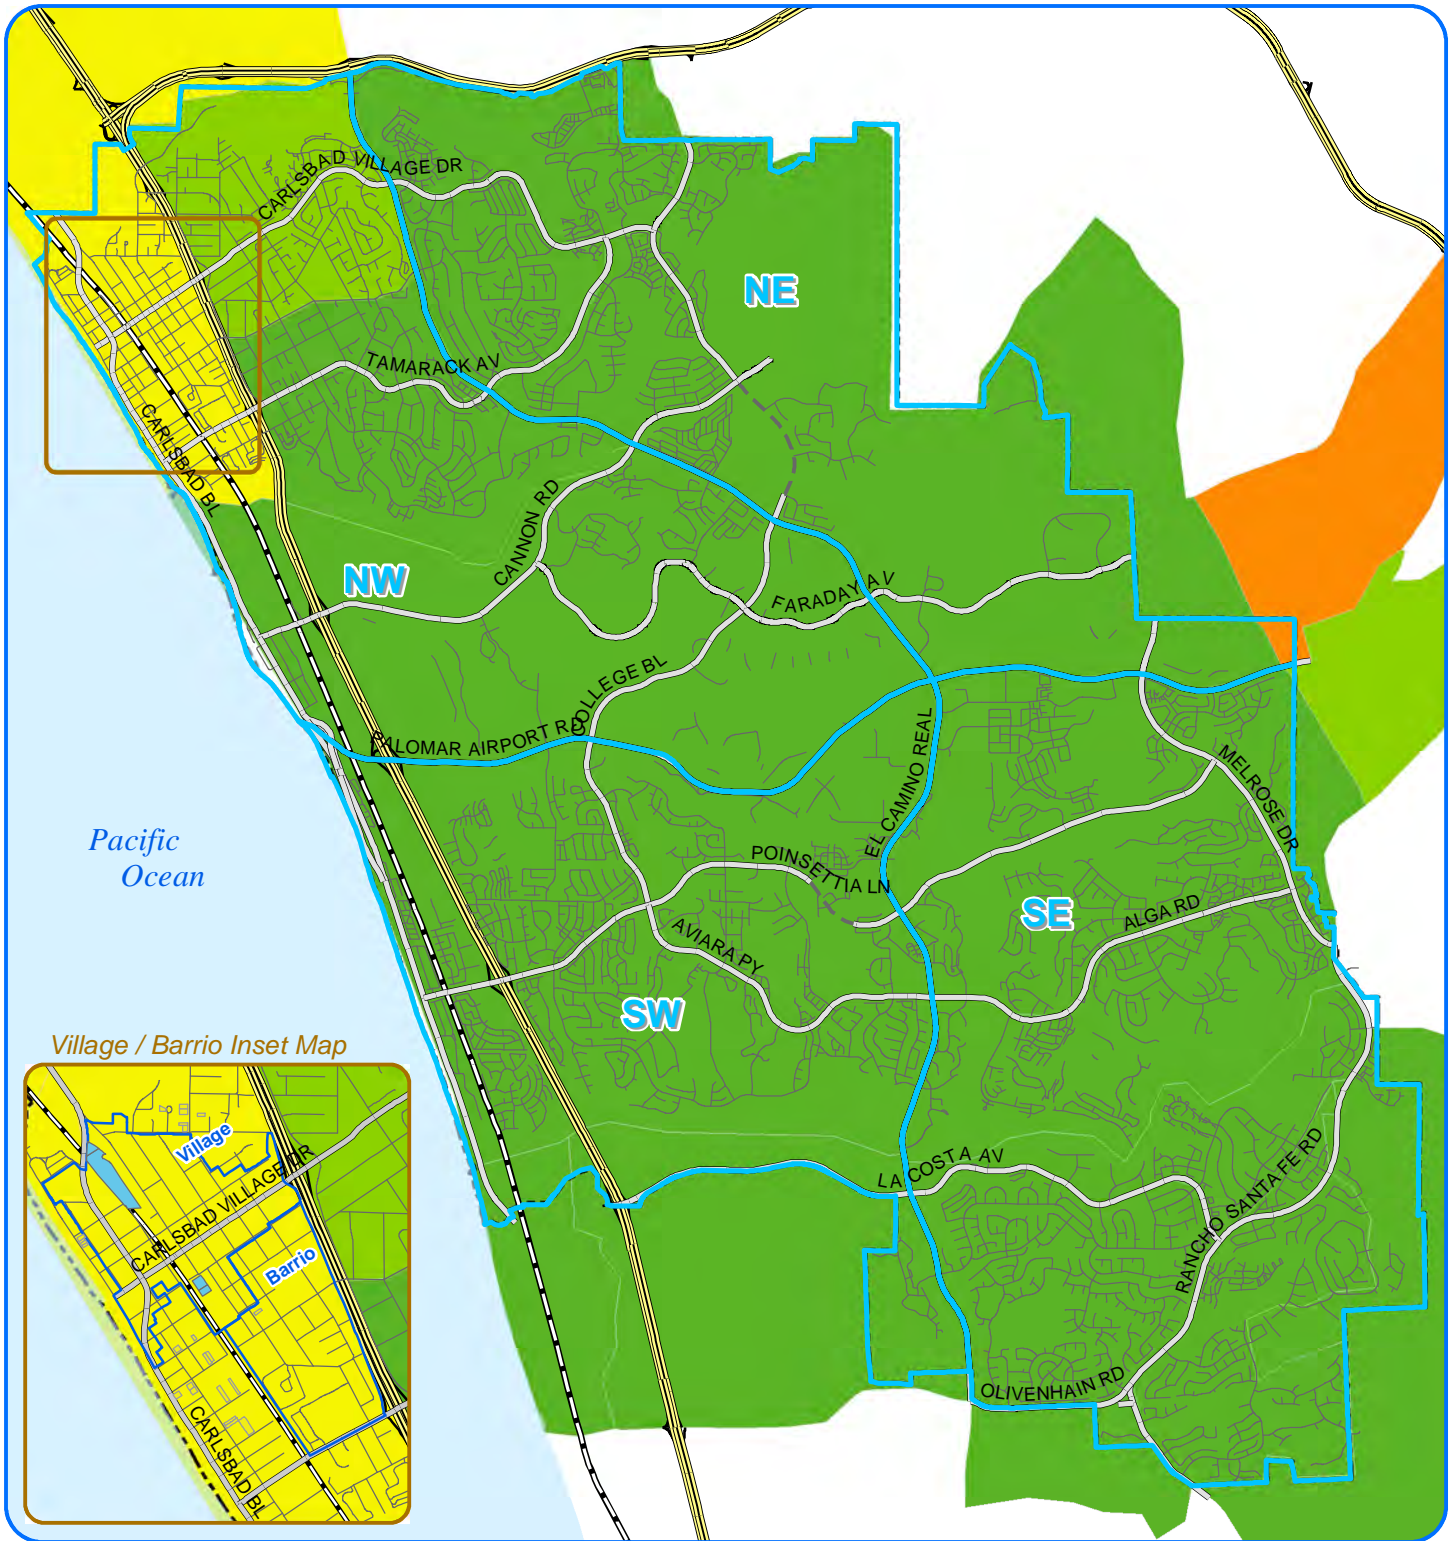 CARLSBAD VILLAGE DR
NE
TAMARACK AV
CARLSBAD BL
CANNON RD
NW
FARADAY AV
COLLEGE BL
PALOMAR AIRPORT RD
EL CAMINO REAL
MELROSE DR
Pacific
Ocean
POINSETTIA LN
SE
ALGA RD
AVIARA PY
SW
Village / Barrio Inset Map
Village
CARLSBAD VILLAGE DR
Barrio
CARLSBAD BL
LA COSTA AV
RANCHO SANTA FE RD
OLIVENHAIN RD